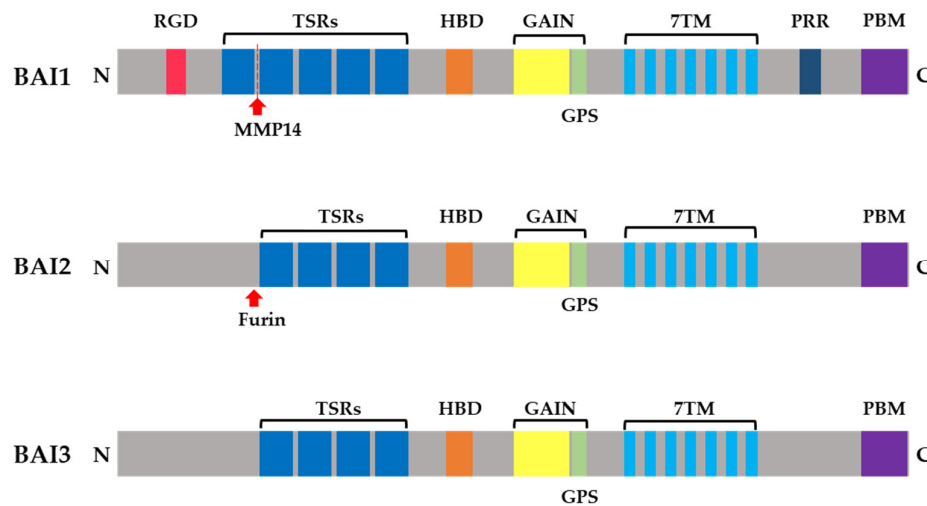 RGD TSRs HBD GAIN 7TM PRR PBM
BAI1 N C
GPS
MMP14
TSRs HBD GAIN 7TM PBM
BAI2 N C
GPS
Furin
TSRs HBD GAIN 7TM PBM
BAI3 N C
GPS